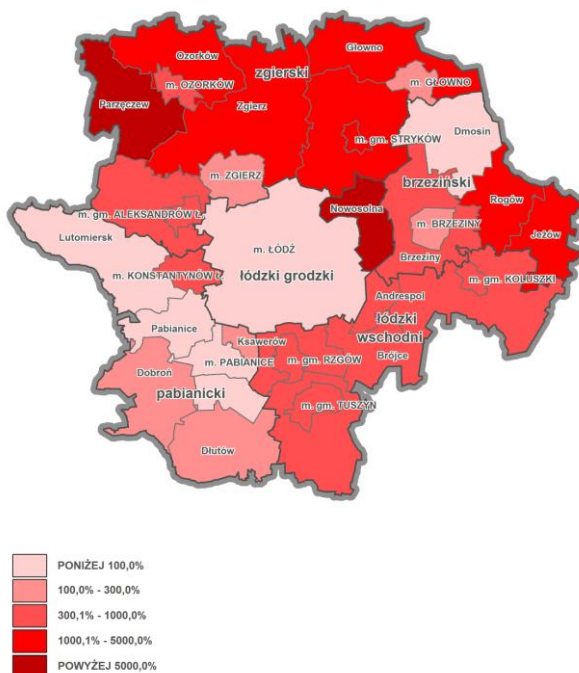 Ozorków
Głowno
zgierski
m. OZORKÓW
m. GŁOWNO
Parzęczew
Zgierz
Dmosin
m. gm. STRYKÓW
m. ZGIERZ
brzeziński
Rogów
Nowosolna
m. gm. ALEKSANDRÓW Ł.
m. BRZEZINY
Lutomiersk
Jeżów
m. ŁÓDŹ
Brzeziny
m. KONSTANTYNÓW Ł.
łódzki grodzki
m. gm. KOLUSZKI
Andrespol
Pabianice
łódzki
Ksawerów
wschodni
m. PABIANICE
m. gm. RZGÓW
Brójce
Dobroń
pabianicki
m. gm. TUSZYN
Dłutów
PONIŻEJ 100,0%
100,0% - 300,0%
300,1% - 1000,0%
1000,1% - 5000,0%
POWYŻEJ 5000,0%